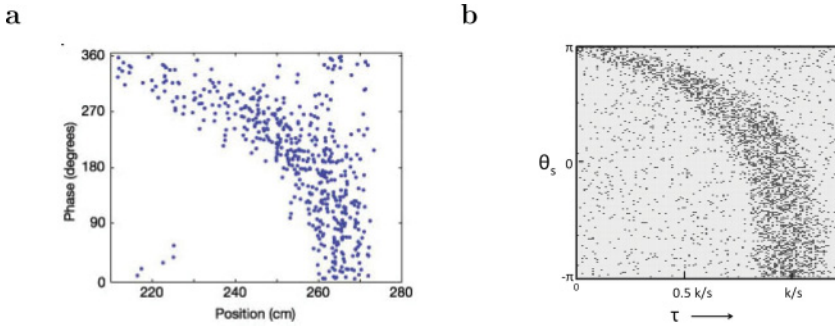 a
b
360
270
180
90
0
Phase (degrees)
220
240
260
280
Position (cm)
π
0
-π
θs
0
0.5 k/s
k/s
τ